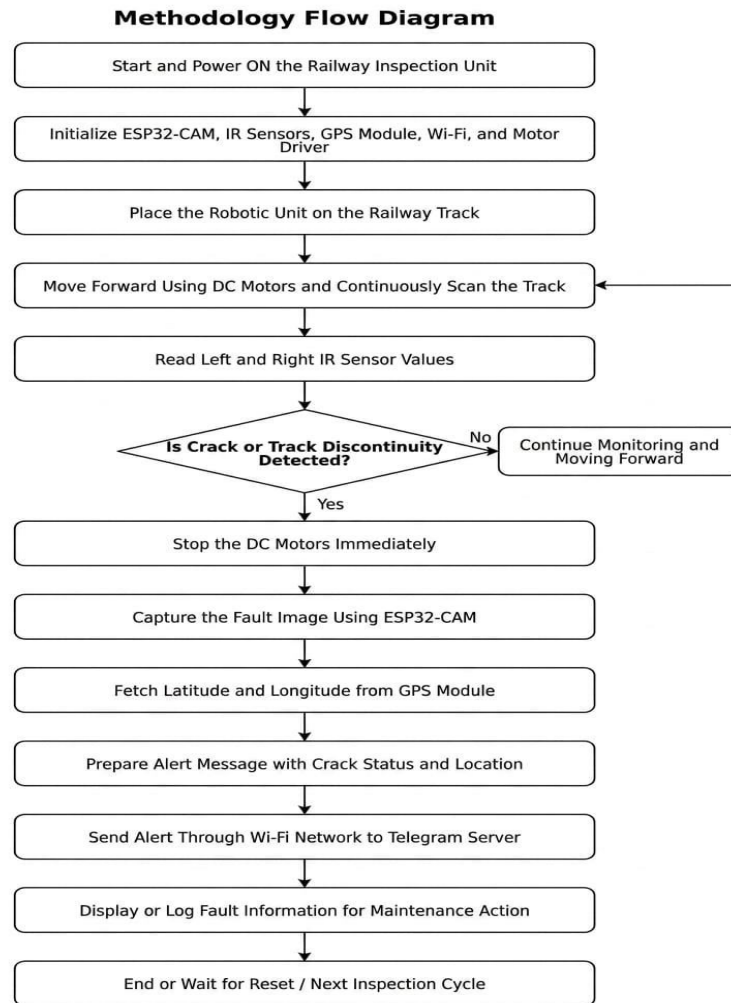 Methodology Flow Diagram
Start and Power ON the Railway Inspection Unit
Initialize ESP32-CAM, IR Sensors, GPS Module, Wi-Fi, and Motor
Driver
Place the Robotic Unit on the Railway Track
Move Forward Using DC Motors and Continuously Scan the Track
Read Left and Right IR Sensor Values
Is Crack or Track Discontinuity
Detected?
No
Continue Monitoring and
Moving Forward
Yes
Stop the DC Motors Immediately
Capture the Fault Image Using ESP32-CAM
Fetch Latitude and Longitude from GPS Module
Prepare Alert Message with Crack Status and Location
Send Alert Through Wi-Fi Network to Telegram Server
Display or Log Fault Information for Maintenance Action
End or Wait for Reset / Next Inspection Cycle